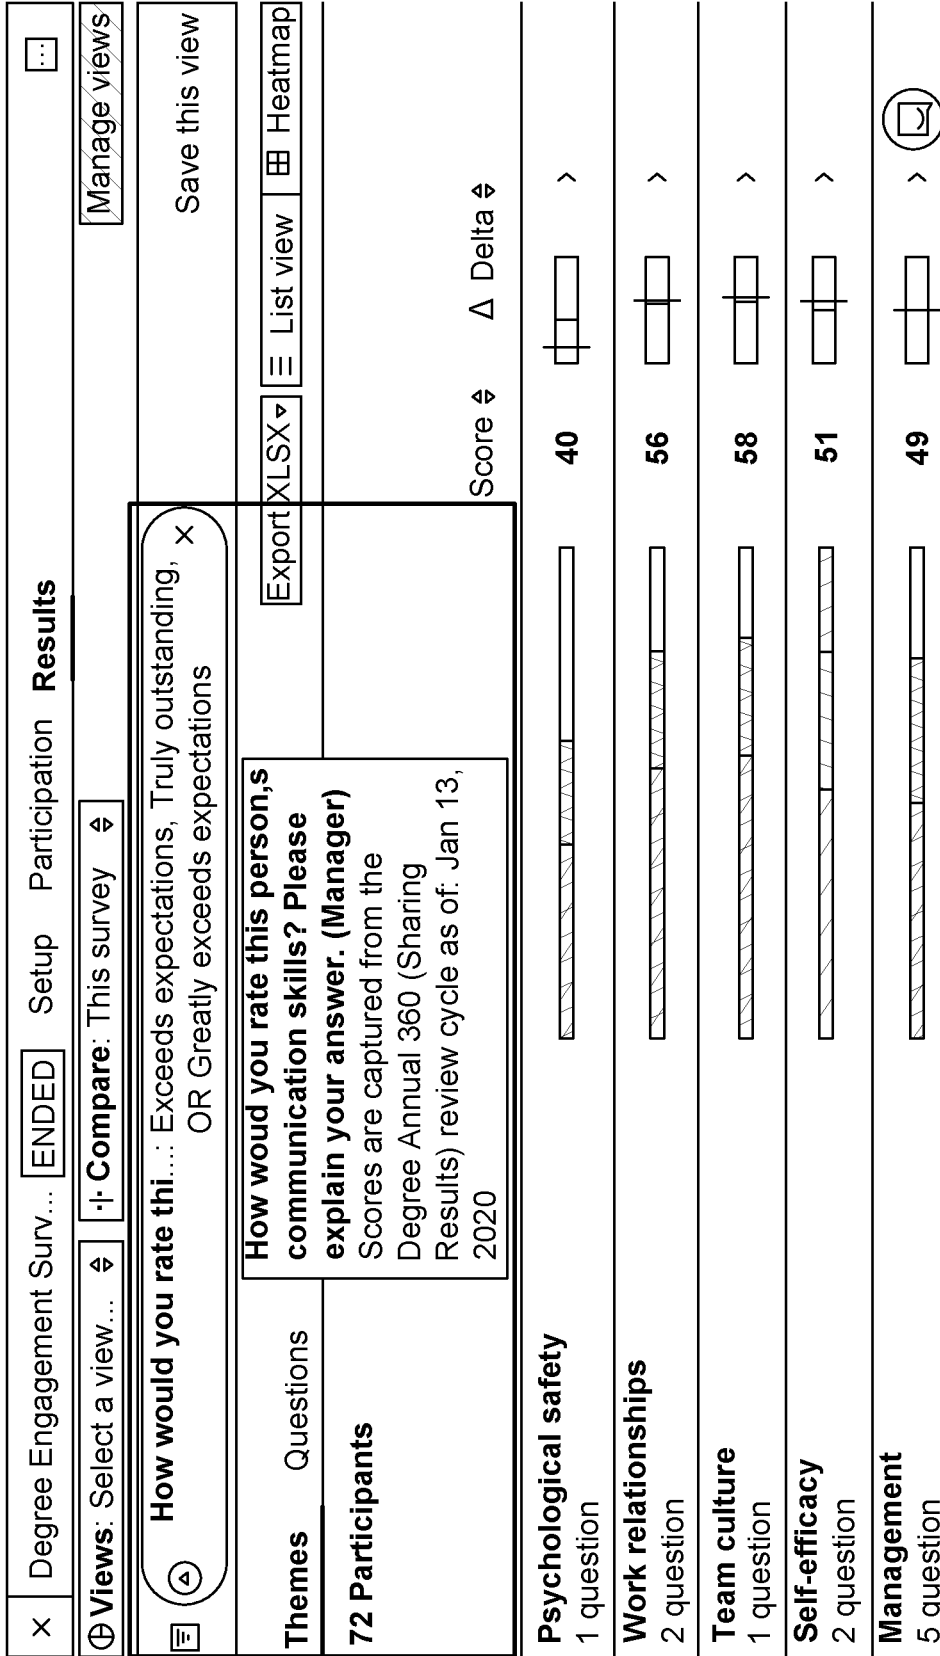 × Degree Engagement Surv... ENDED Setup Participation Results ...
Views: Select a view... Compare: This survey Manage views
How would you rate thi...: Exceeds expectations, Truly outstanding, ×
OR Greatly exceeds expectations
Save this view
Themes Questions Export XLSX List view Heatmap
How woud you rate this person,s
communication skills? Please
explain your answer. (Manager)
Scores are captured from the
Degree Annual 360 (Sharing
Results) review cycle as of: Jan 13,
2020
72 Participants
Score Δ Delta
Psychological safety 40
1 question
Work relationships 56
2 question
Team culture 58
1 question
Self-efficacy 51
2 question
Management 49
5 question